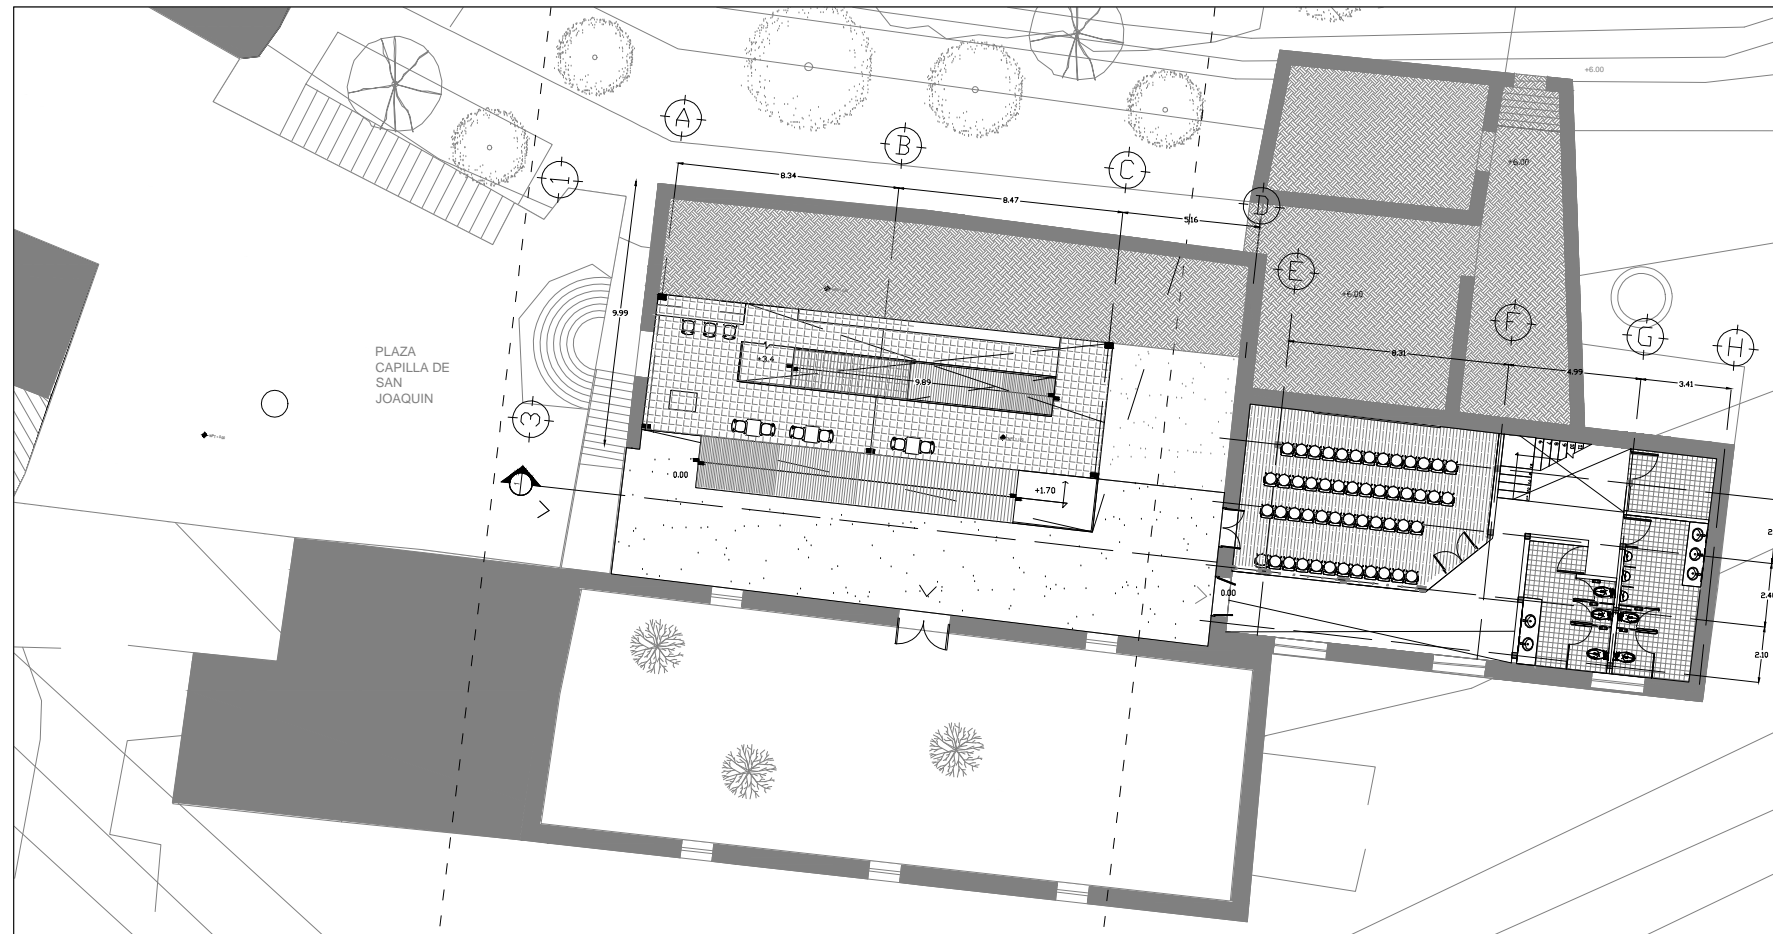 +6.00
A
B
C
1
8.34
8.47
5.16
D
+6.00
E
+6.00
9.99
F
G
H
8.31
4.99
3.41
PLAZA
CAPILLA DE
SAN
JOAQUIN
+3.4
9.89
3
0.00
+1.70
0.00
2.10